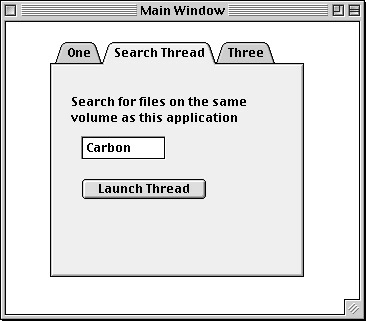 Main Window
One Search Thread Three
Search for files on the same
volume as this application
Carbon
Launch Thread